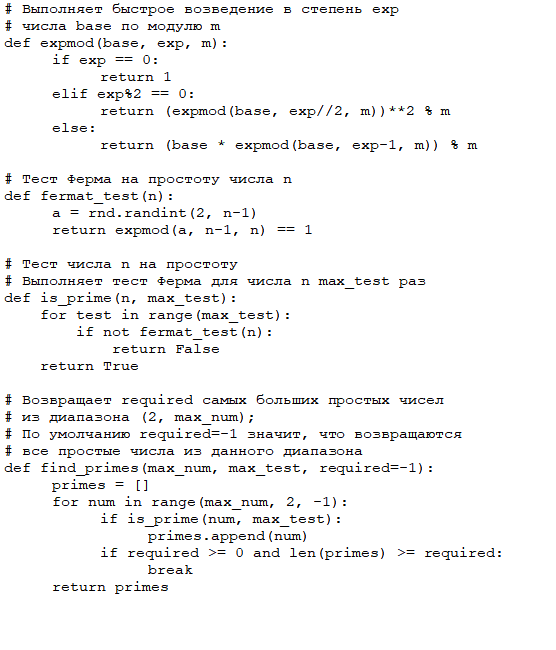 # Выполняет быстрое возведение в степень exp
# числа base по модулю m
def expmod(base, exp, m):
    if exp == 0:
        return 1
    elif exp%2 == 0:
        return (expmod(base, exp//2, m))**2 % m
    else:
        return (base * expmod(base, exp-1, m)) % m

# Тест Ферма на простоту числа n
def fermat_test(n):
    a = rnd.randint(2, n-1)
    return expmod(a, n-1, n) == 1

# Тест числа n на простоту
# Выполняет тест Ферма для числа n max_test раз
def is_prime(n, max_test):
   for test in range(max_test):
      if not fermat_test(n):
         return False
   return True

# Возвращает required самых больших простых чисел
# из диапазона (2, max_num);
# По умолчанию required=-1 значит, что возвращаются
# все простые числа из данного диапазона
def find_primes(max_num, max_test, required=-1):
    primes = []
    for num in range(max_num, 2, -1):
        if is_prime(num, max_test):
            primes.append(num)
        if required >= 0 and len(primes) >= required:
            break
    return primes